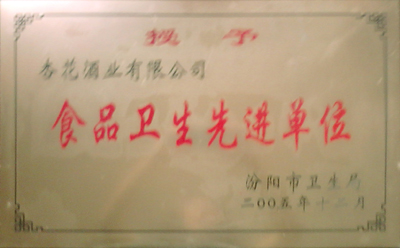 授予
杏花酒业有限公司
食品卫生先进单位
汾阳市卫生局
二00五年十二月